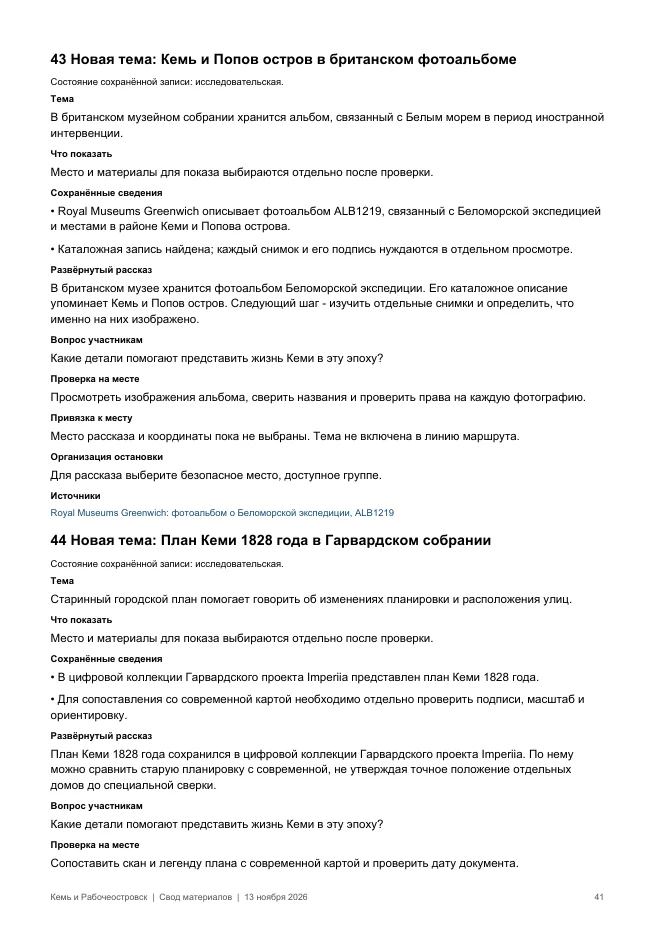 43 Новая тема: Кемь и Попов остров в британском фотоальбоме
Состояние сохранённой записи: исследовательская.
Тема
В британском музейном собрании хранится альбом, связанный с Белым морем в период иностранной
интервенции.
Что показать
Место и материалы для показа выбираются отдельно после проверки.
Сохранённые сведения
• Royal Museums Greenwich описывает фотоальбом ALB1219, связанный с Беломорской экспедицией
и местами в районе Кеми и Попова острова.
• Каталожная запись найдена; каждый снимок и его подпись нуждаются в отдельном просмотре.
Развёрнутый рассказ
В британском музее хранится фотоальбом Беломорской экспедиции. Его каталожное описание
упоминает Кемь и Попов остров. Следующий шаг - изучить отдельные снимки и определить, что
именно на них изображено.
Вопрос участникам
Какие детали помогают представить жизнь Кеми в эту эпоху?
Проверка на месте
Просмотреть изображения альбома, сверить названия и проверить права на каждую фотографию.
Привязка к месту
Место рассказа и координаты пока не выбраны. Тема не включена в линию маршрута.
Организация остановки
Для рассказа выберите безопасное место, доступное группе.
Источники
Royal Museums Greenwich: фотоальбом о Беломорской экспедиции, ALB1219
44 Новая тема: План Кеми 1828 года в Гарвардском собрании
Состояние сохранённой записи: исследовательская.
Тема
Старинный городской план помогает говорить об изменениях планировки и расположения улиц.
Что показать
Место и материалы для показа выбираются отдельно после проверки.
Сохранённые сведения
• В цифровой коллекции Гарвардского проекта Imperiia представлен план Кеми 1828 года.
• Для сопоставления со современной картой необходимо отдельно проверить подписи, масштаб и
ориентировку.
Развёрнутый рассказ
План Кеми 1828 года сохранился в цифровой коллекции Гарвардского проекта Imperiia. По нему
можно сравнить старую планировку с современной, не утверждая точное положение отдельных
домов до специальной сверки.
Вопрос участникам
Какие детали помогают представить жизнь Кеми в эту эпоху?
Проверка на месте
Сопоставить скан и легенду плана с современной картой и проверить дату документа.
Кемь и Рабочеостровск | Свод материалов | 13 ноября 2026 41